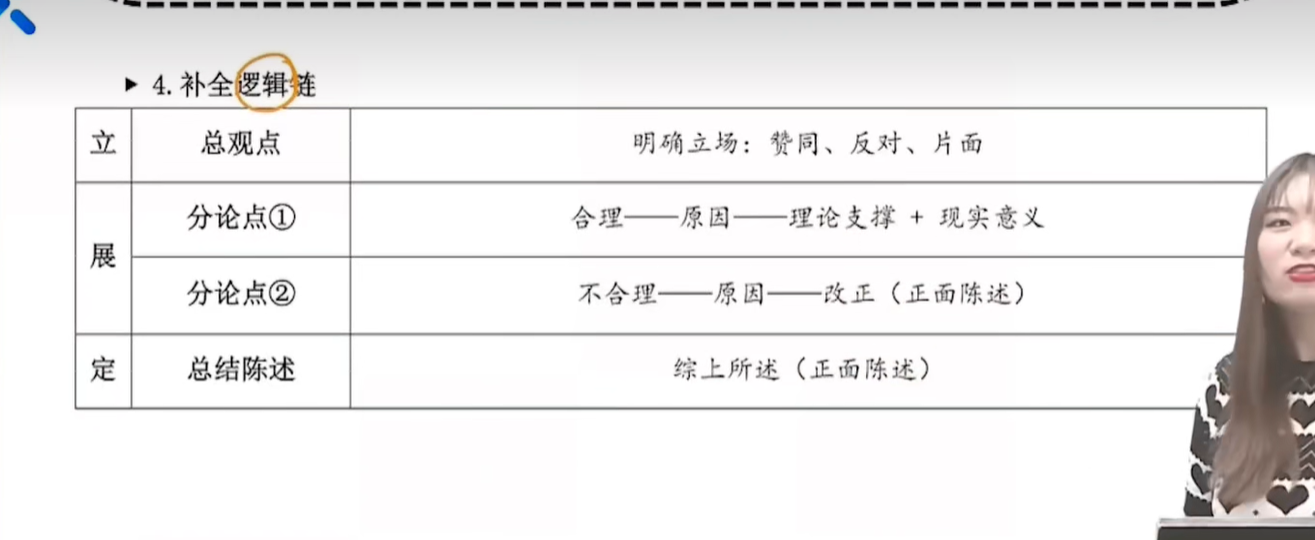 ▶ 4. 补全逻辑链
立 总观点 明确立场：赞同、反对、片面
展
分论点① 合理——原因——理论支撑 + 现实意义
分论点② 不合理——原因——改正（正面陈述）
定 总结陈述 综上所述（正面陈述）